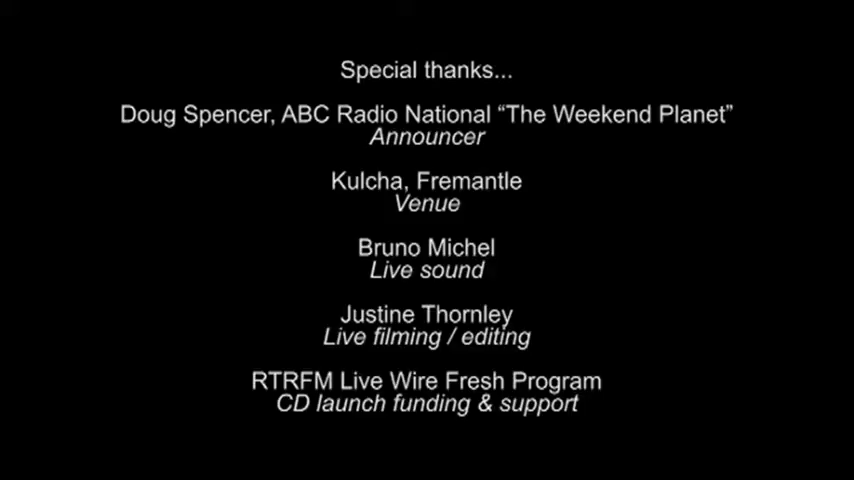 Special thanks...
Doug Spencer, ABC Radio National “The Weekend Planet”
Announcer
Kulcha, Fremantle
Venue
Bruno Michel
Live sound
Justine Thornley
Live filming / editing
RTRFM Live Wire Fresh Program
CD launch funding & support